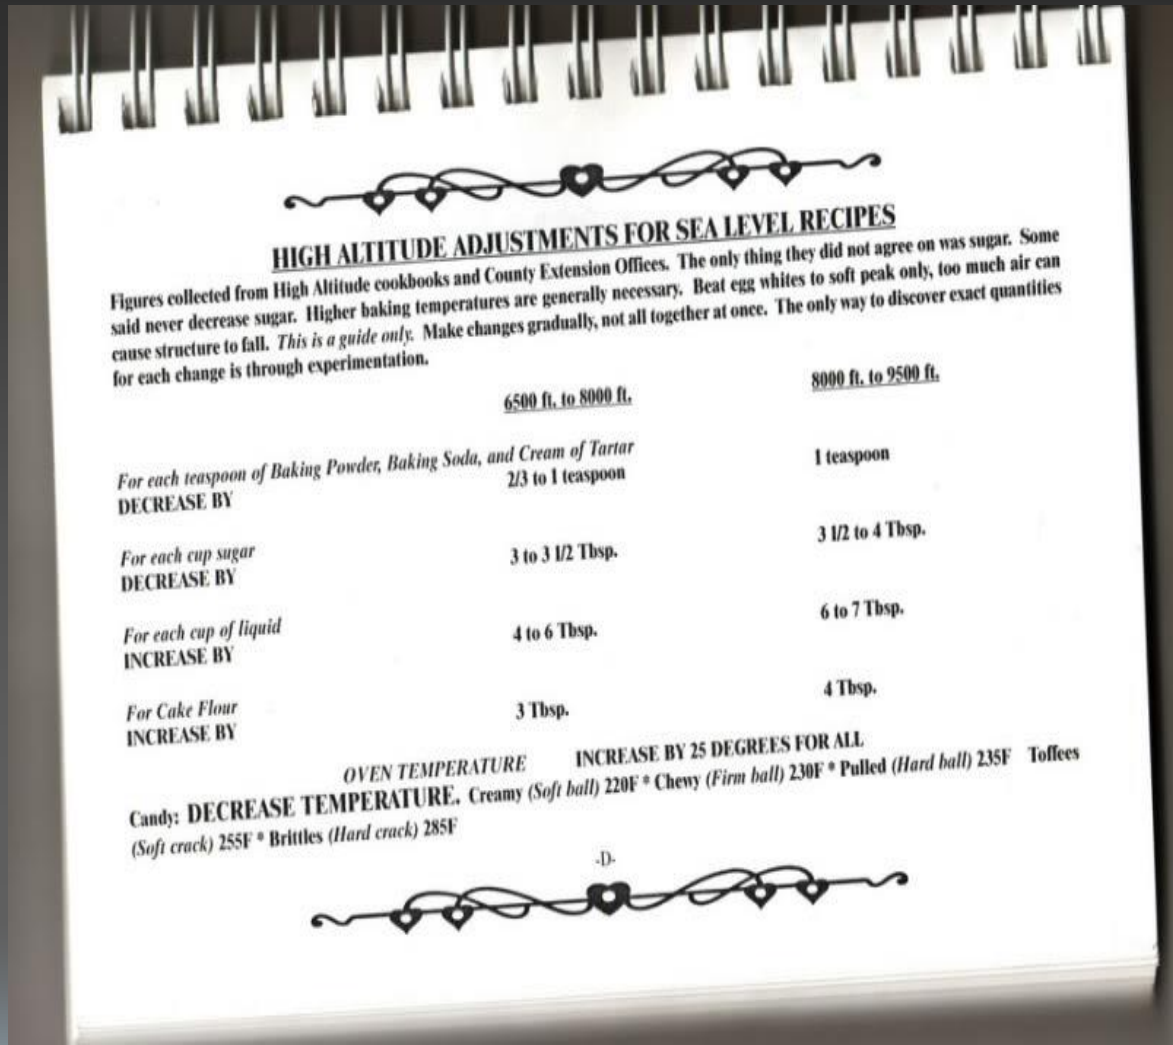 HIGH ALTITUDE ADJUSTMENTS FOR SEA LEVEL RECIPES
Figures collected from High Altitude cookbooks and County Extension Offices. The only thing they did not agree on was sugar. Some
said never decrease sugar. Higher baking temperatures are generally necessary. Beat egg whites to soft peak only, too much air can
cause structure to fall. This is a guide only. Make changes gradually, not all together at once. The only way to discover exact quantities
for each change is through experimentation.
6500 ft. to 8000 ft. 8000 ft. to 9500 ft.
For each teaspoon of Baking Powder, Baking Soda, and Cream of Tartar
DECREASE BY 2/3 to 1 teaspoon 1 teaspoon
For each cup sugar
DECREASE BY 3 to 3 1/2 Tbsp. 3 1/2 to 4 Tbsp.
For each cup of liquid
INCREASE BY 4 to 6 Tbsp. 6 to 7 Tbsp.
For Cake Flour
INCREASE BY 3 Tbsp. 4 Tbsp.
OVEN TEMPERATURE INCREASE BY 25 DEGREES FOR ALL
Candy: DECREASE TEMPERATURE. Creamy (Soft ball) 220F * Chewy (Firm ball) 230F * Pulled (Hard ball) 235F Toffees
(Soft crack) 255F * Brittles (Hard crack) 285F
-D-